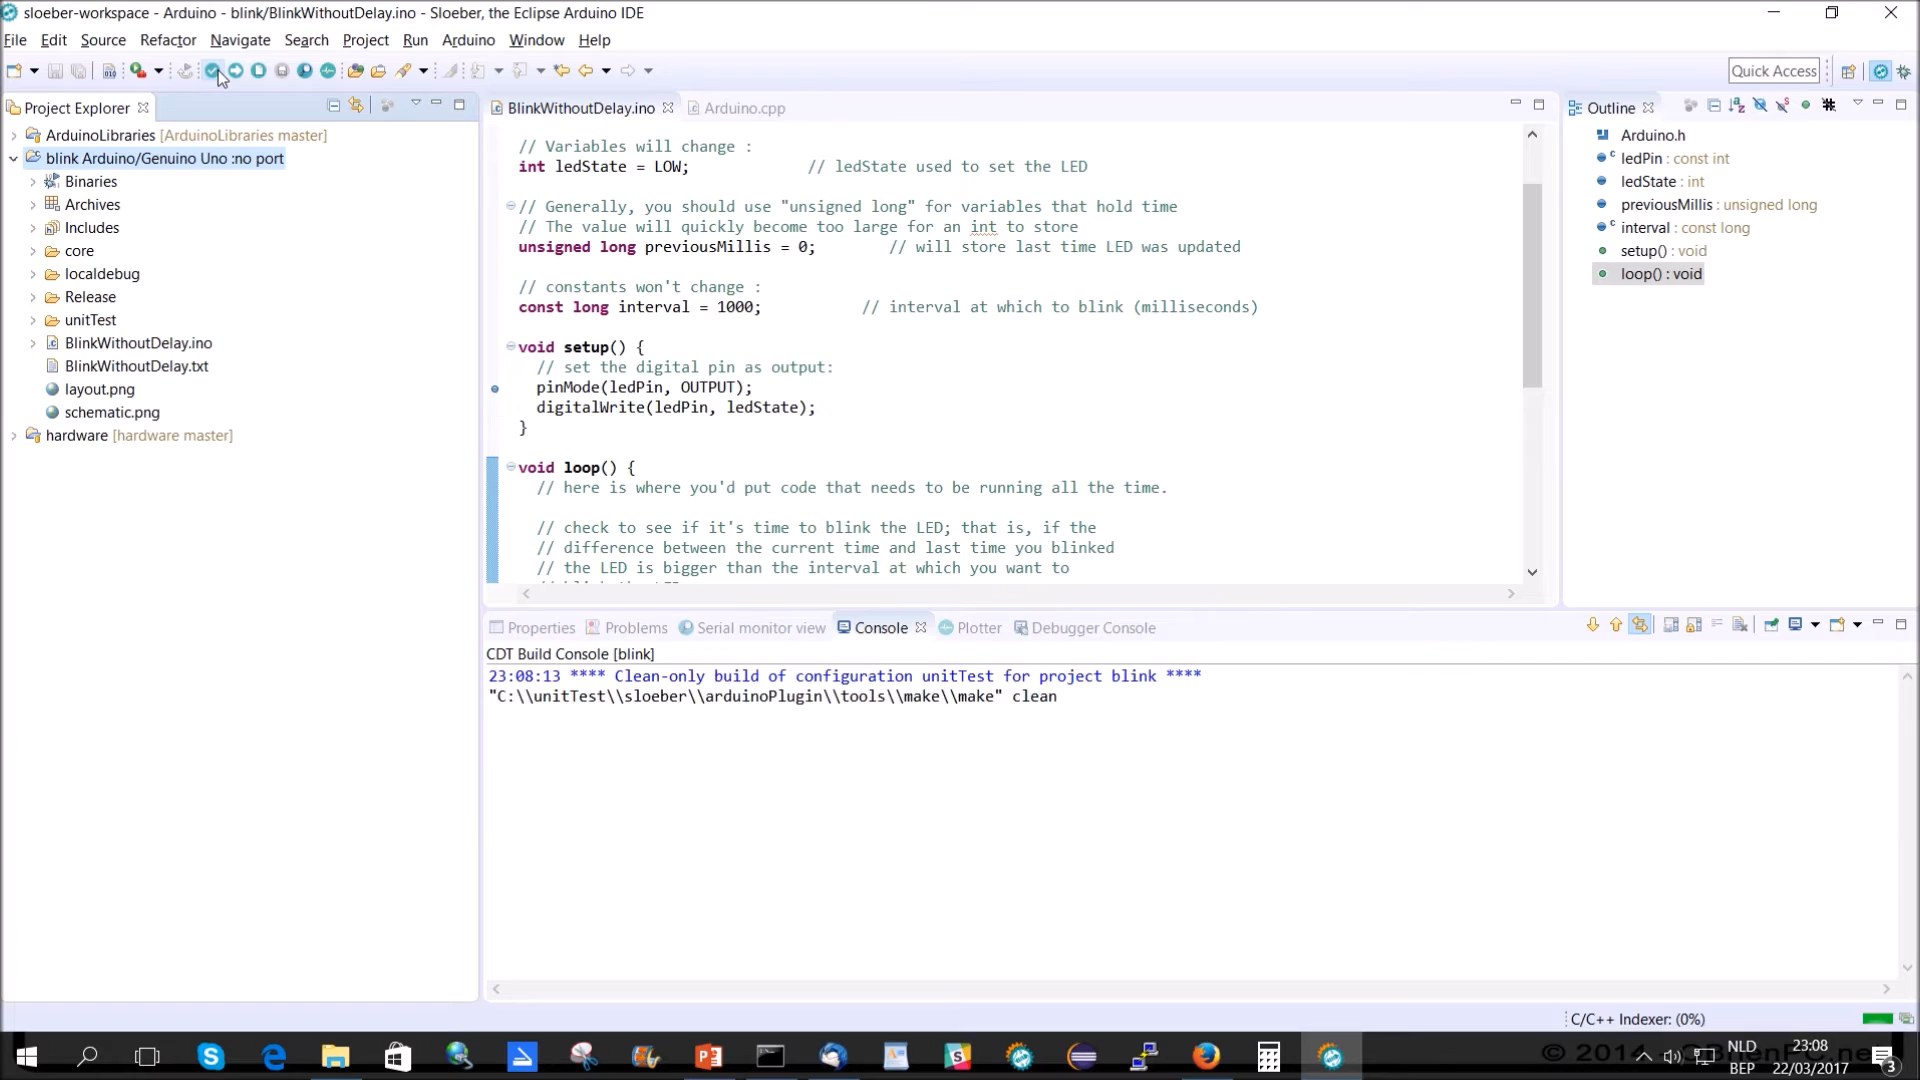 sloeber-workspace - Arduino - blink/BlinkWithoutDelay.ino - Sloeber, the Eclipse Arduino IDE
File Edit Source Refactor Navigate Search Project Run Arduino Window Help
Quick Access
Project Explorer
ArduinoLibraries [ArduinoLibraries master]
blink Arduino/Genuino Uno :no port
Binaries
Archives
Includes
core
localdebug
Release
unitTest
BlinkWithoutDelay.ino
BlinkWithoutDelay.txt
layout.png
schematic.png
hardware [hardware master]
BlinkWithoutDelay.ino Arduino.cpp
// Variables will change :
int ledState = LOW; // ledState used to set the LED
// Generally, you should use "unsigned long" for variables that hold time
// The value will quickly become too large for an int to store
unsigned long previousMillis = 0; // will store last time LED was updated
// constants won't change :
const long interval = 1000; // interval at which to blink (milliseconds)
void setup() {
// set the digital pin as output:
pinMode(ledPin, OUTPUT);
digitalWrite(ledPin, ledState);
}
void loop() {
// here is where you'd put code that needs to be running all the time.
// check to see if it's time to blink the LED; that is, if the
// difference between the current time and last time you blinked
// the LED is bigger than the interval at which you want to
Outline
Arduino.h
ledPin : const int
ledState : int
previousMillis : unsigned long
interval : const long
setup() : void
loop() : void
Properties Problems Serial monitor view Console Plotter Debugger Console
CDT Build Console [blink]
23:08:13 **** Clean-only build of configuration unitTest for project blink ****
"C:\\unitTest\\sloeber\\arduinoPlugin\\tools\\make\\make" clean
C/C++ Indexer: (0%)
NLD
BEP
23:08
22/03/2017
3